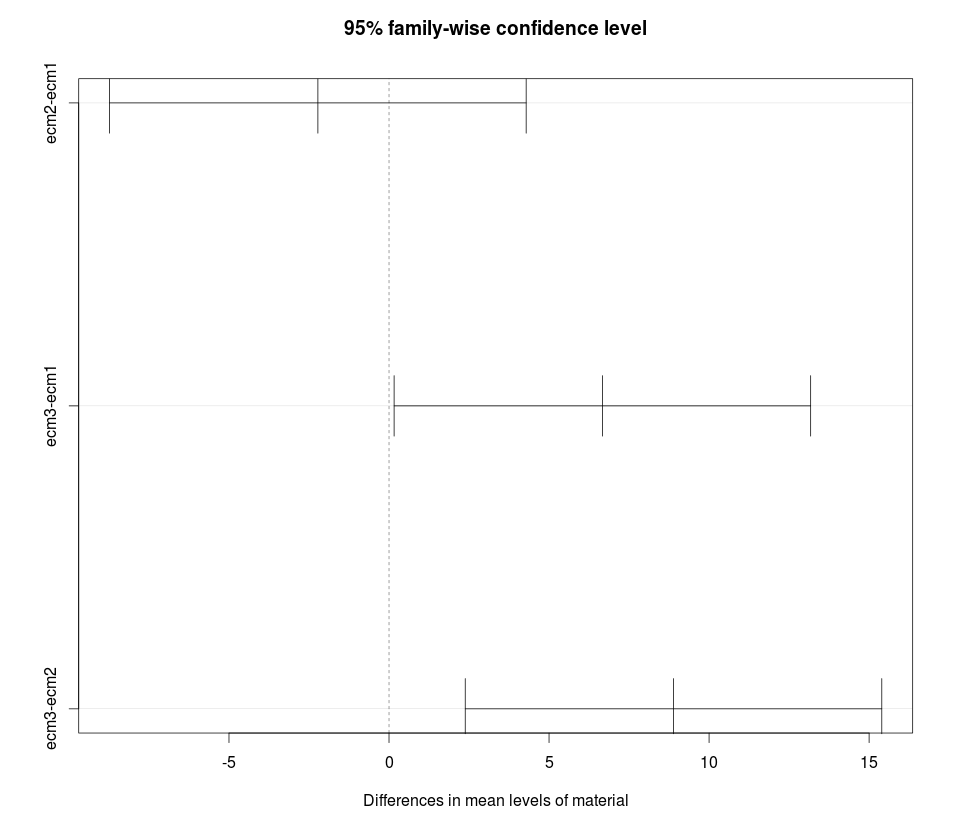 95% family-wise confidence level
ecm2-ecm1
ecm3-ecm1
ecm3-ecm2
-5 0 5 10 15
Differences in mean levels of material